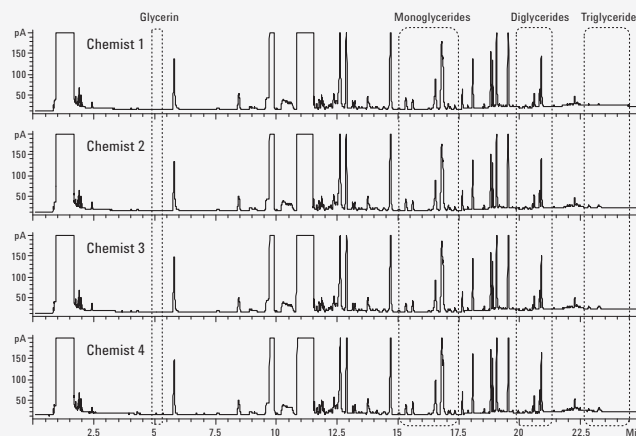 Glycerin Monoglycerides Diglycerides Triglyceride
pA
Chemist 1
150
100
50
pA
Chemist 2
150
100
50
pA
Chemist 3
150
100
50
pA
Chemist 4
150
100
50
2.5 5 7.5 10 12.5 15 17.5 20 22.5 Mi